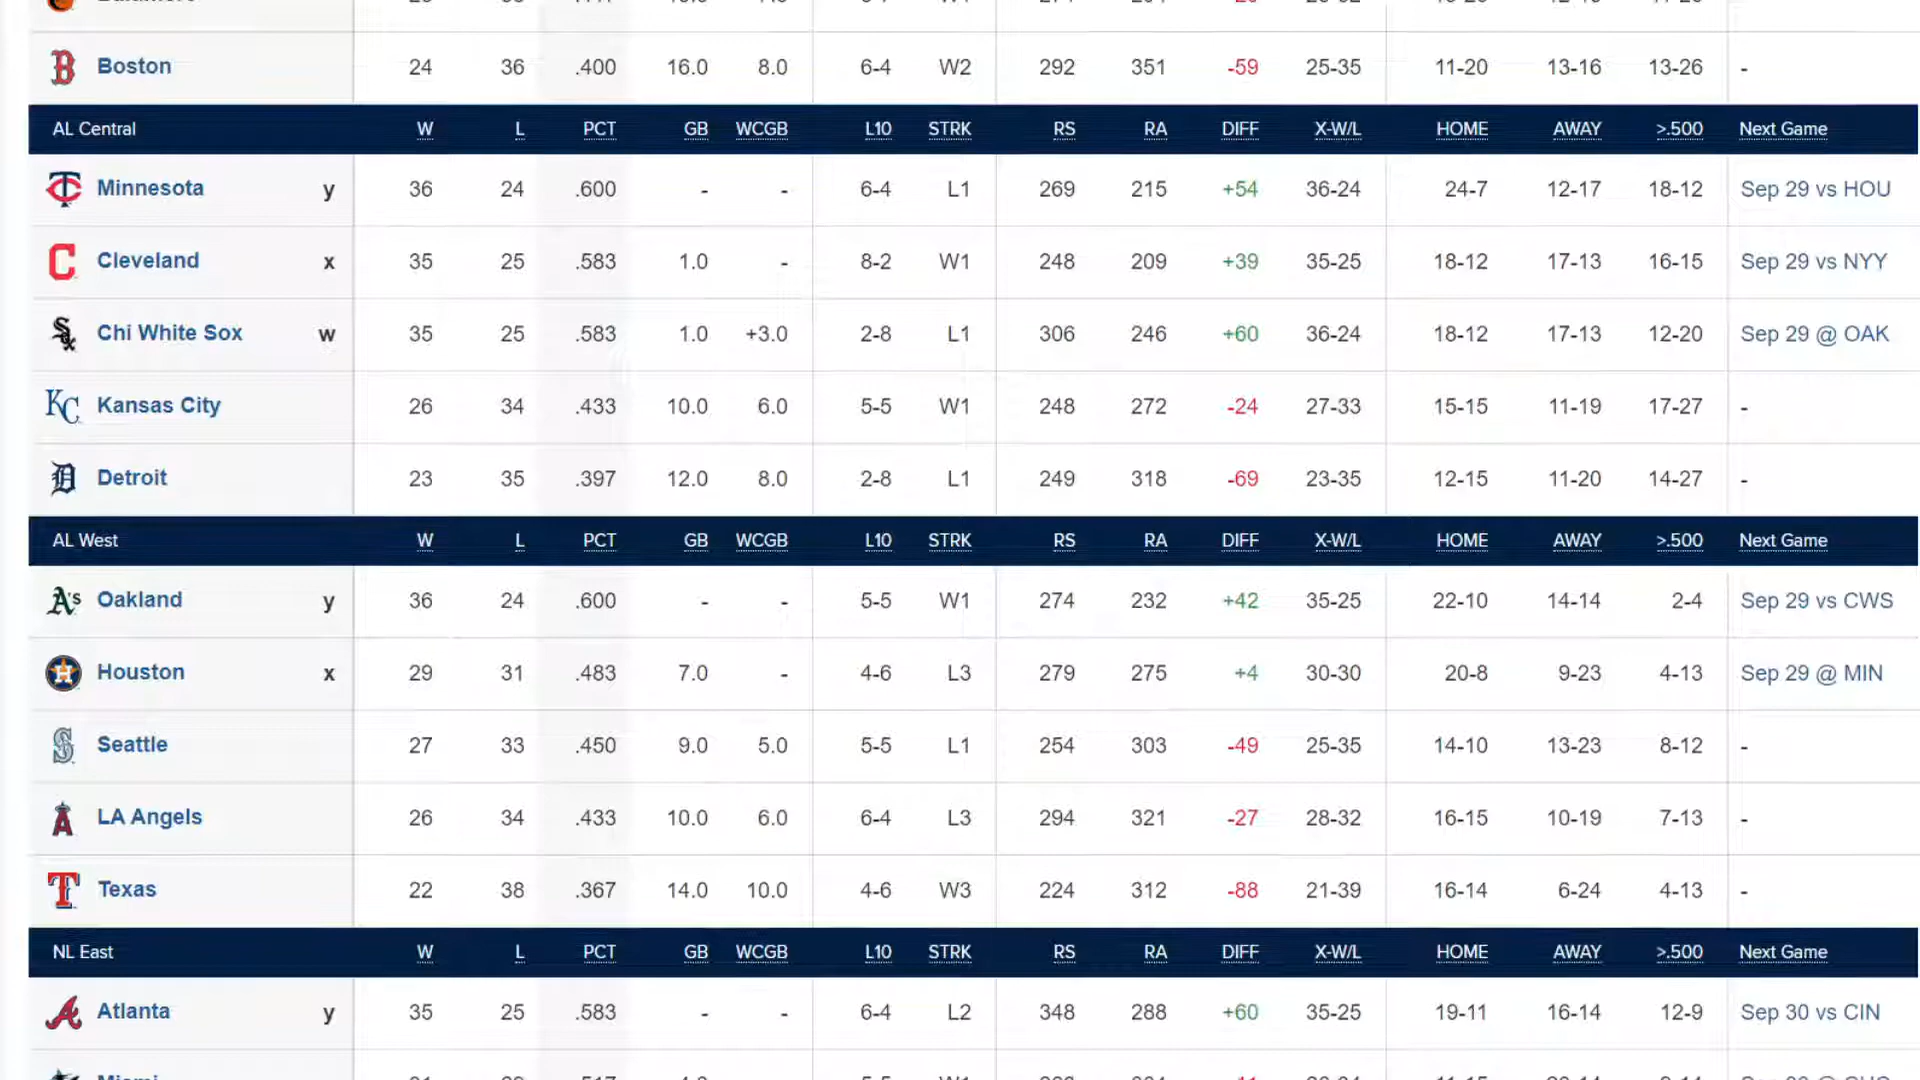 Boston 24 36 .400 16.0 8.0 6-4 W2 292 351 -59 25-35 11-20 13-16 13-26 -
AL Central W L PCT GB WCGB L10 STRK RS RA DIFF X-W/L HOME AWAY >.500 Next Game
Minnesota y 36 24 .600 - - 6-4 L1 269 215 +54 36-24 24-7 12-17 18-12 Sep 29 vs HOU
Cleveland x 35 25 .583 1.0 - 8-2 W1 248 209 +39 35-25 18-12 17-13 16-15 Sep 29 vs NYY
Chi White Sox w 35 25 .583 1.0 +3.0 2-8 L1 306 246 +60 36-24 18-12 17-13 12-20 Sep 29 @ OAK
Kansas City 26 34 .433 10.0 6.0 5-5 W1 248 272 -24 27-33 15-15 11-19 17-27 -
Detroit 23 35 .397 12.0 8.0 2-8 L1 249 318 -69 23-35 12-15 11-20 14-27 -
AL West W L PCT GB WCGB L10 STRK RS RA DIFF X-W/L HOME AWAY >.500 Next Game
Oakland y 36 24 .600 - - 5-5 W1 274 232 +42 35-25 22-10 14-14 2-4 Sep 29 vs CWS
Houston x 29 31 .483 7.0 - 4-6 L3 279 275 +4 30-30 20-8 9-23 4-13 Sep 29 @ MIN
Seattle 27 33 .450 9.0 5.0 5-5 L1 254 303 -49 25-35 14-10 13-23 8-12 -
LA Angels 26 34 .433 10.0 6.0 6-4 L3 294 321 -27 28-32 16-15 10-19 7-13 -
Texas 22 38 .367 14.0 10.0 4-6 W3 224 312 -88 21-39 16-14 6-24 4-13 -
NL East W L PCT GB WCGB L10 STRK RS RA DIFF X-W/L HOME AWAY >.500 Next Game
Atlanta y 35 25 .583 - - 6-4 L2 348 288 +60 35-25 19-11 16-14 12-9 Sep 30 vs CIN